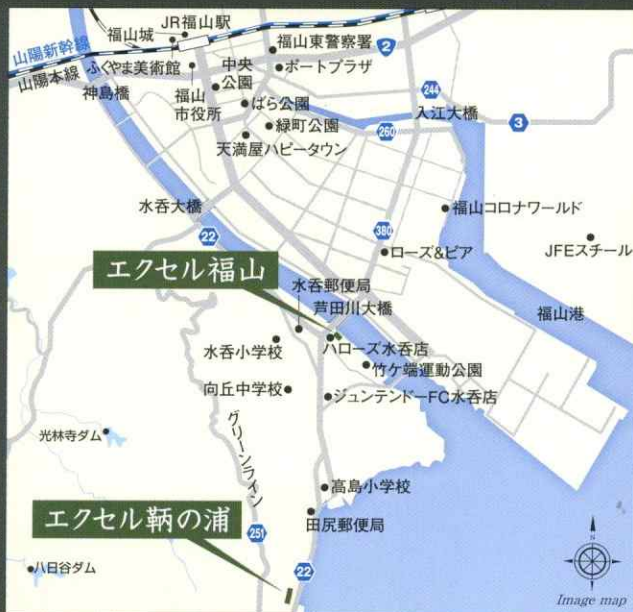 JR福山駅
福山城
山陽新幹線
山陽本線
ふくやま美術館
神島橋
福山
市役所
中央
公園
福山東警察署
2
ポートプラザ
ばら公園
緑町公園
天満屋ハピータウン
244
入江大橋
260
3
水呑大橋
22
380
福山コロナワールド
ローズ&ピア
JFEスチール
エクセル福山
水呑郵便局
芦田川大橋
福山港
水呑小学校
ハローズ水呑店
竹ケ端運動公園
向丘中学校
ジュンテンドーFC水呑店
グリーンライン
光林寺ダム
高島小学校
エクセル鞆の浦
田尻郵便局
251
22
八日谷ダム
N
Image map